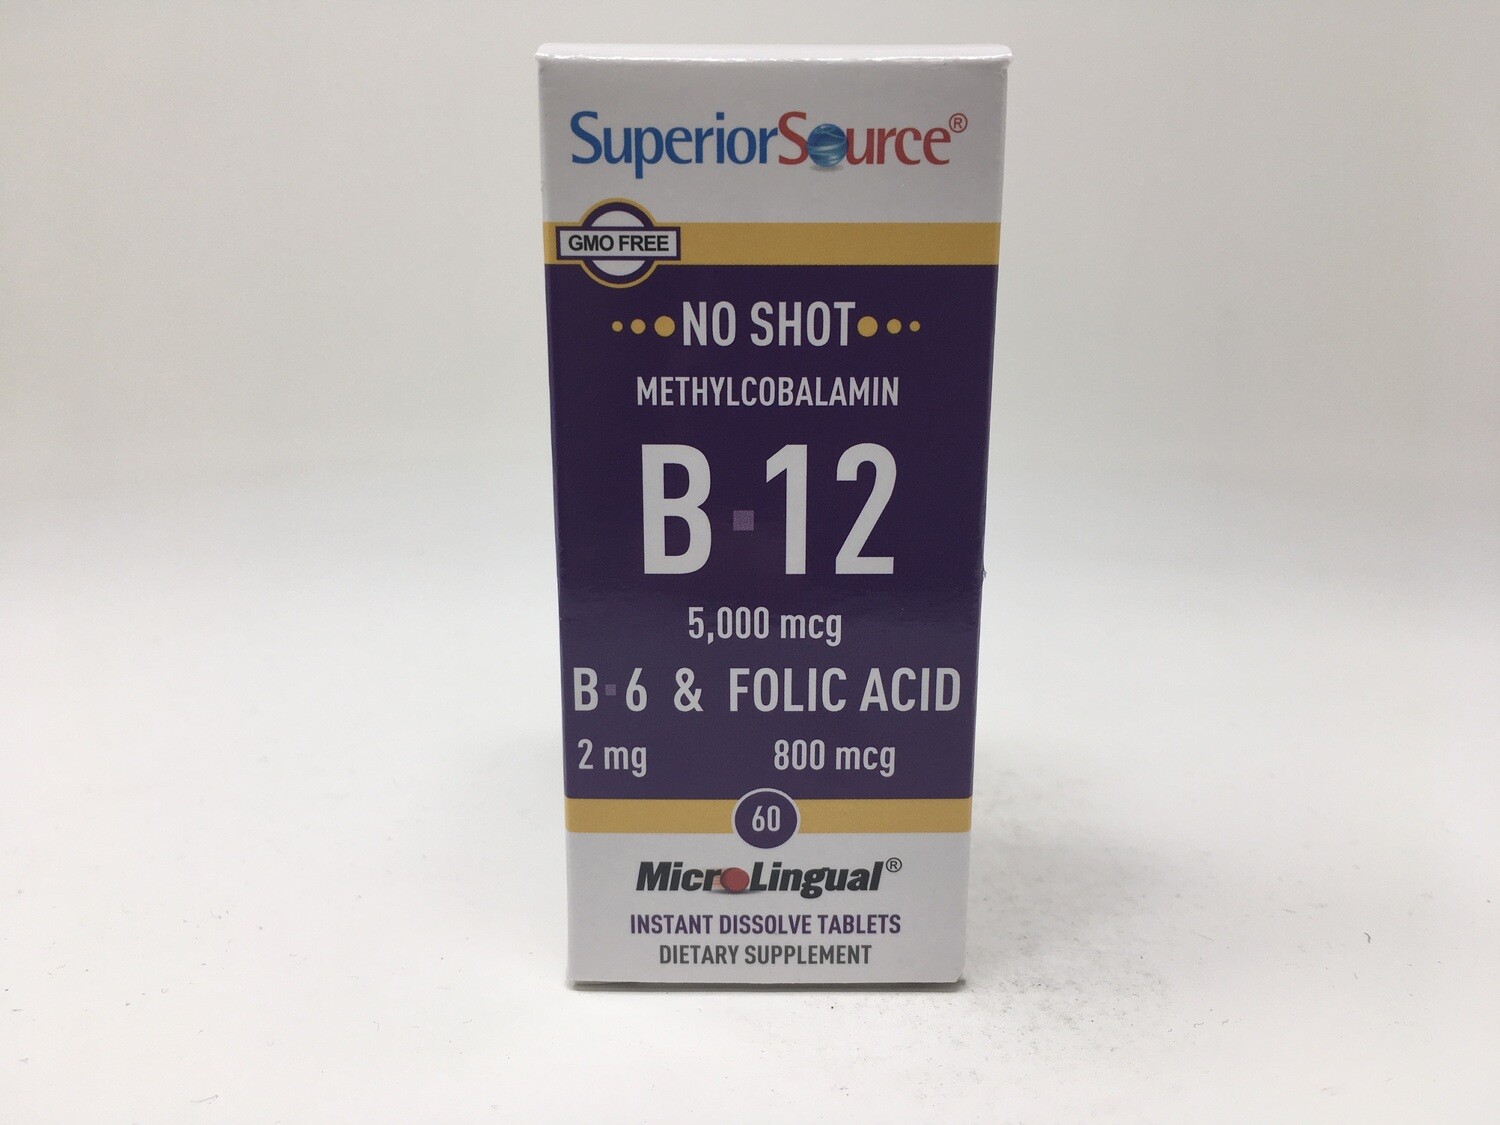 SuperiorSource®
GMO FREE
NO SHOT
METHYLCOBALAMIN
B·12
5,000 mcg
B·6 & FOLIC ACID
2 mg 800 mcg
60
MicroLingual®
INSTANT DISSOLVE TABLETS
DIETARY SUPPLEMENT